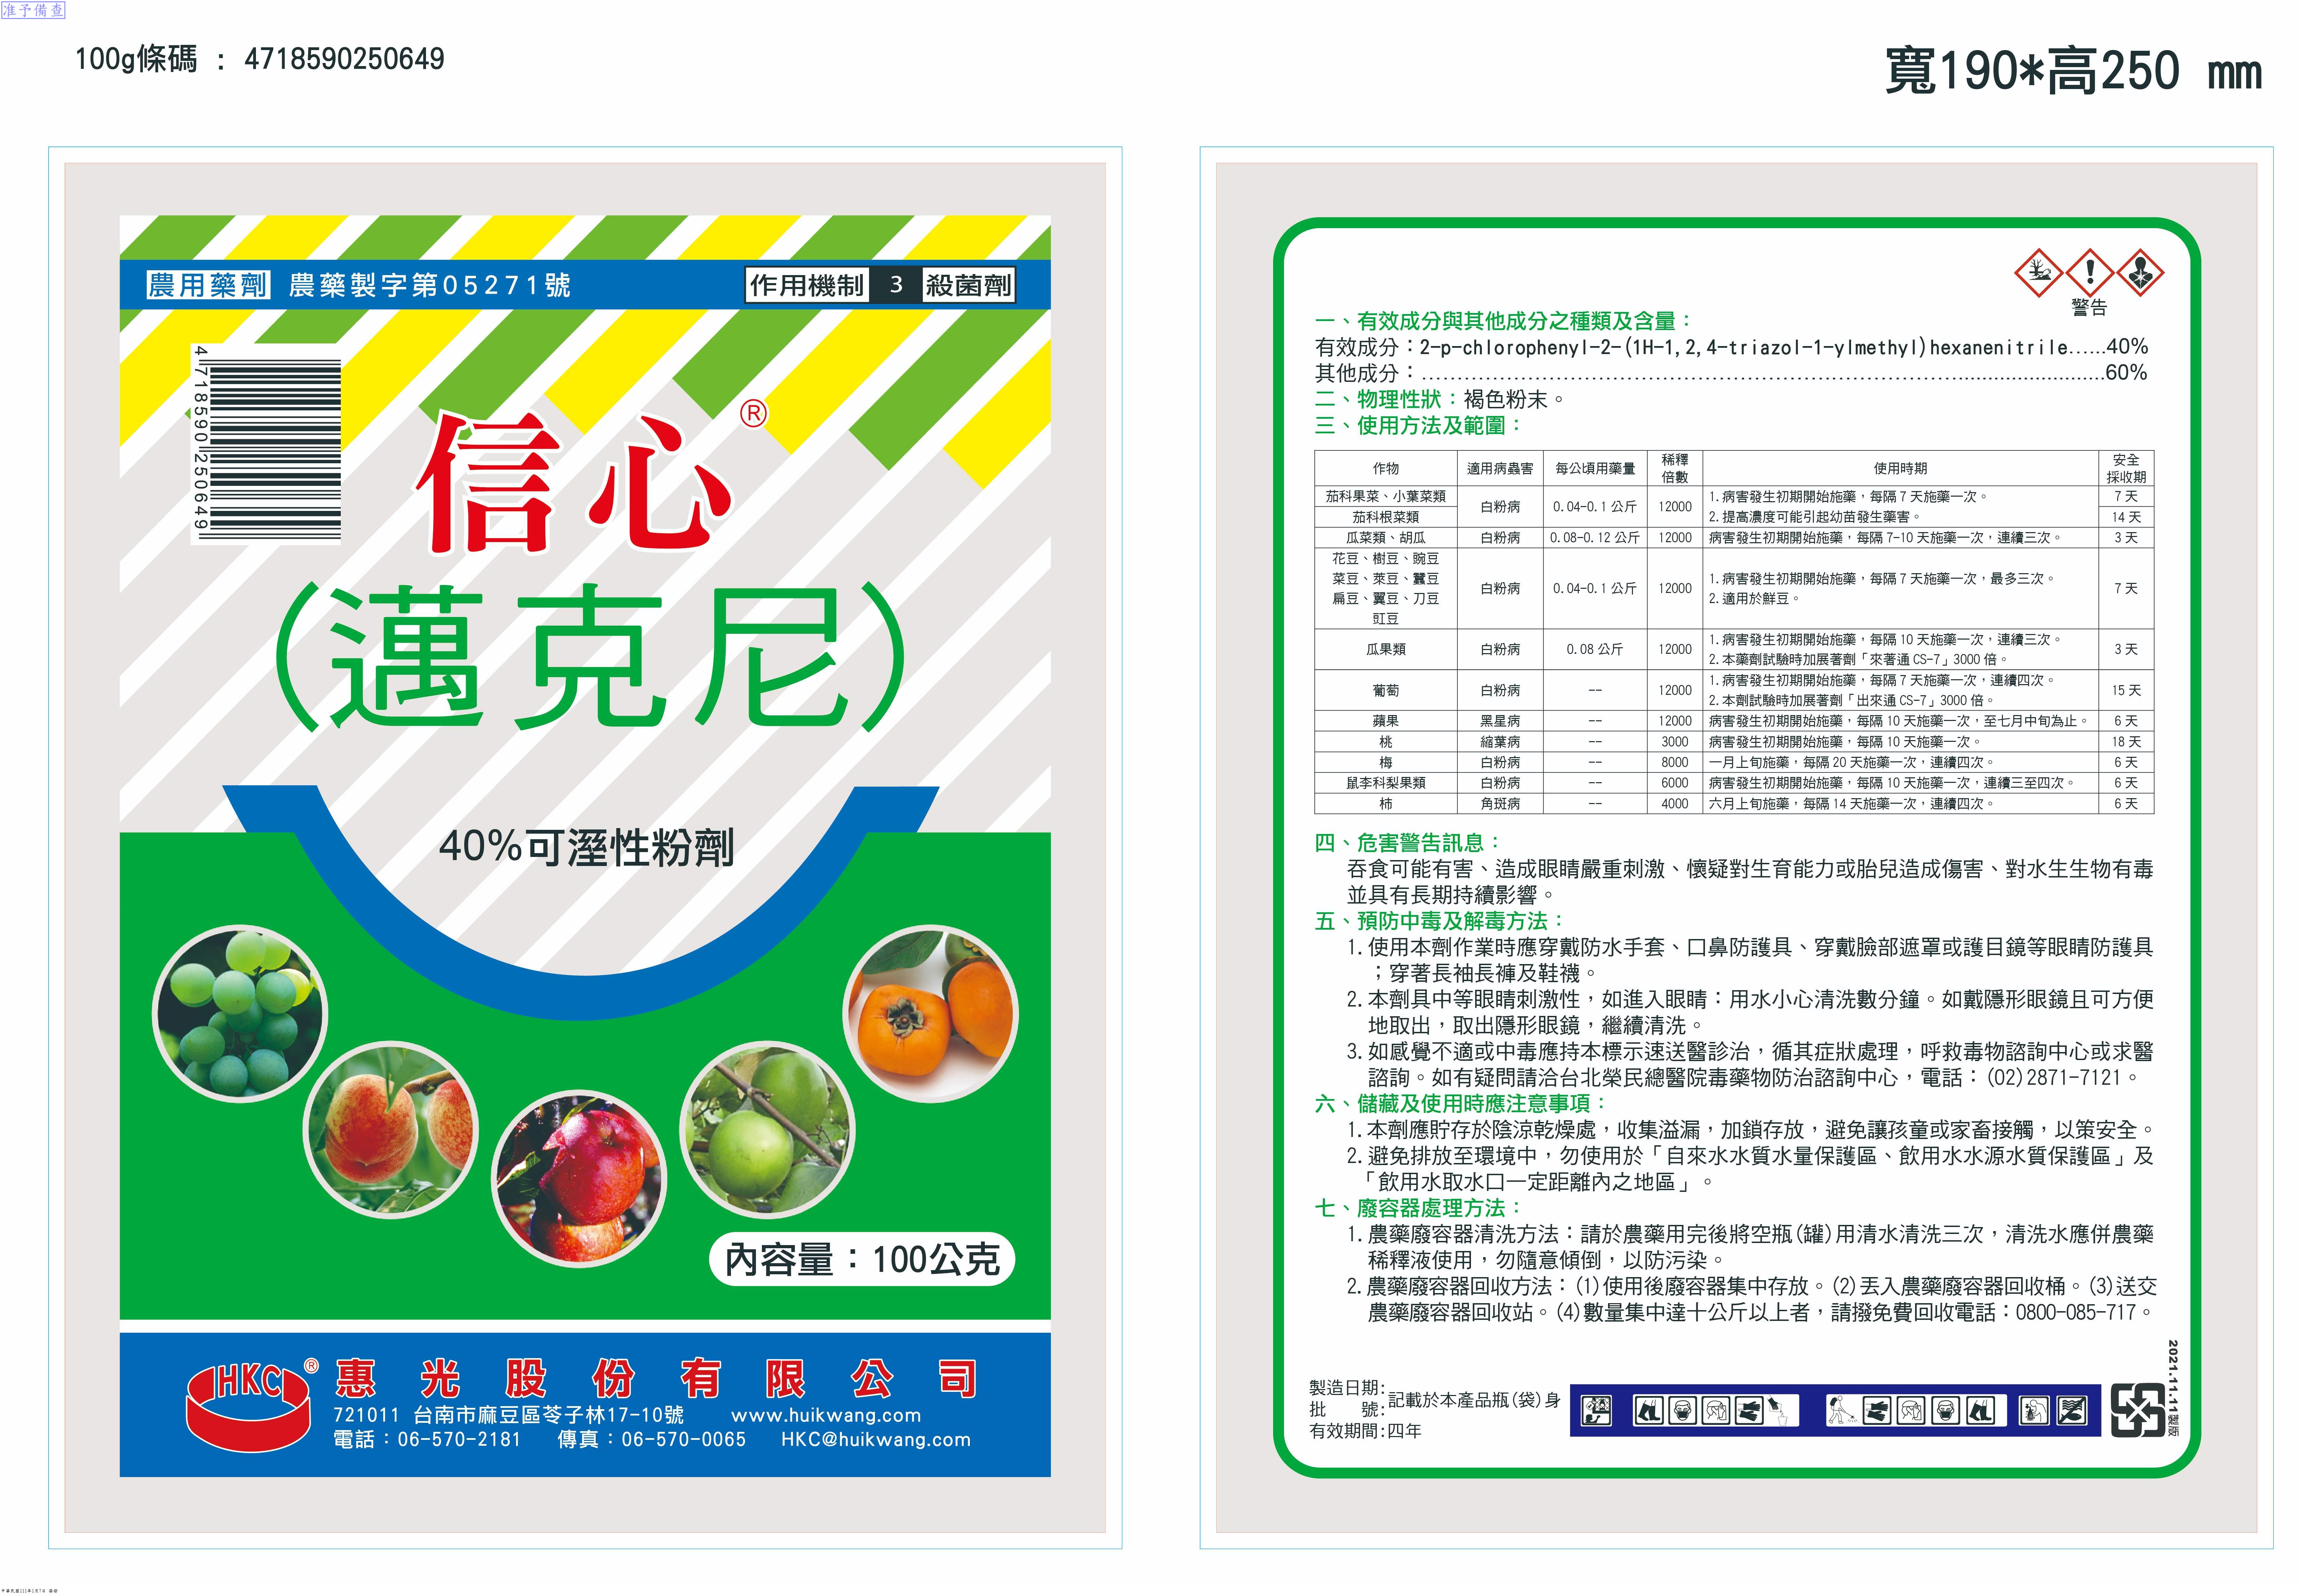 准予備查
100g條碼 : 4718590250649
寬190*高250 mm
農用藥劑 農藥製字第05271號
作用機制 3 殺菌劑
4 718590 250649
信心®
(邁克尼)
40%可溼性粉劑
內容量：100公克
HKC® 惠光股份有限公司
721011 台南市麻豆區苓子林17-10號 www.huikwang.com
電話：06-570-2181 傳真：06-570-0065 HKC@huikwang.com
警告
一、有效成分與其他成分之種類及含量：
有效成分：2-p-chlorophenyl-2-(1H-1,2,4-triazol-1-ylmethyl)hexanenitrile......40%
其他成分：......60%
二、物理性狀：褐色粉末。
三、使用方法及範圍：
作物 適用病蟲害 每公頃用藥量 稀釋倍數 使用時期 安全採收期
茄科果菜、小葉菜類 白粉病 0.04-0.1公斤 12000 1.病害發生初期開始施藥，每隔7天施藥一次。 7天
茄科根菜類 2.提高濃度可能引起幼苗發生藥害。 14天
瓜菜類、胡瓜 白粉病 0.08-0.12公斤 12000 病害發生初期開始施藥，每隔7-10天施藥一次，連續三次。 3天
花豆、樹豆、豌豆
菜豆、萊豆、蠶豆 1.病害發生初期開始施藥，每隔7天施藥一次，最多三次。
白粉病 0.04-0.1公斤 12000 7天
扁豆、翼豆、刀豆 2.適用於鮮豆。
豇豆
瓜果類 白粉病 0.08公斤 12000 1.病害發生初期開始施藥，每隔10天施藥一次，連續三次。 3天
2.本藥劑試驗時加展著劑「來著通CS-7」3000倍。
葡萄 白粉病 -- 12000 1.病害發生初期開始施藥，每隔7天施藥一次，連續四次。 15天
2.本劑試驗時加展著劑「出來通CS-7」3000倍。
蘋果 黑星病 -- 12000 病害發生初期開始施藥，每隔10天施藥一次，至七月中旬為止。 6天
桃 縮葉病 -- 3000 病害發生初期開始施藥，每隔10天施藥一次。 18天
梅 白粉病 -- 8000 一月上旬施藥，每隔20天施藥一次，連續四次。 6天
鼠李科梨果類 白粉病 -- 6000 病害發生初期開始施藥，每隔10天施藥一次，連續三至四次。 6天
柿 角斑病 -- 4000 六月上旬施藥，每隔14天施藥一次，連續四次。 6天
四、危害警告訊息：
吞食可能有害、造成眼睛嚴重刺激、懷疑對生育能力或胎兒造成傷害、對水生生物有毒
並具有長期持續影響。
五、預防中毒及解毒方法：
1.使用本劑作業時應穿戴防水手套、口鼻防護具、穿戴臉部遮罩或護目鏡等眼睛防護具
；穿著長袖長褲及鞋襪。
2.本劑具中等眼睛刺激性，如進入眼睛：用水小心清洗數分鐘。如戴隱形眼鏡且可方便
地取出，取出隱形眼鏡，繼續清洗。
3.如感覺不適或中毒應持本標示速送醫診治，循其症狀處理，呼救毒物諮詢中心或求醫
諮詢。如有疑問請洽台北榮民總醫院毒藥物防治諮詢中心，電話：(02)2871-7121。
六、儲藏及使用時應注意事項：
1.本劑應貯存於陰涼乾燥處，收集溢漏，加鎖存放，避免讓孩童或家畜接觸，以策安全。
2.避免排放至環境中，勿使用於「自來水水質水量保護區、飲用水水源水質保護區」及
「飲用水取水口一定距離內之地區」。
七、廢容器處理方法：
1.農藥廢容器清洗方法：請於農藥用完後將空瓶(罐)用清水清洗三次，清洗水應併農藥
稀釋液使用，勿隨意傾倒，以防污染。
2.農藥廢容器回收方法：(1)使用後廢容器集中存放。(2)丟入農藥廢容器回收桶。(3)送交
農藥廢容器回收站。(4)數量集中達十公斤以上者，請撥免費回收電話：0800-085-717。
製造日期:
批 號:記載於本產品瓶(袋)身
有效期間:四年
2021.11.11製版